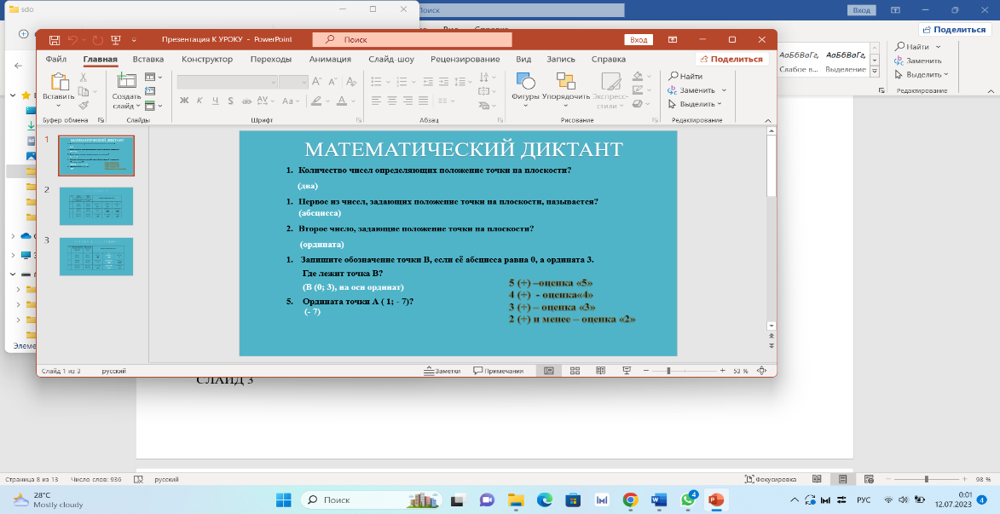 sdo
Поиск
Вход
Поделиться
Презентация К УРОКУ - PowerPoint
Поиск
Вход
Файл Главная Вставка Конструктор Переходы Анимация Слайд-шоу Рецензирование Вид Запись Справка
Поделиться
Вставить
Создать
слайд
Буфер обмена
Слайды
Ж К Ч S ab AV Aa
Шрифт
Абзац
Фигуры Упорядочить Экспресс-
стили
Рисование
Найти
Заменить
Выделить
Редактирование
АаБбВвГг, АаБбВвГг,
Слабое в... Выделение
Найти
Заменить
Выделить
Редактирование
1
2
3
МАТЕМАТИЧЕСКИЙ ДИКТАНТ
1. Количество чисел определяющих положение точки на плоскости?
(два)
1. Первое из чисел, задающих положение точки на плоскости, называется?
(абсцисса)
2. Второе число, задающие положение точки на плоскости?
(ордината)
1. Запишите обозначение точки В, если её абсцисса равна 0, а ордината 3.
Где лежит точка В?
(В (0; 3), на оси ординат)
5. Ордината точки А ( 1; - 7)?
(- 7)
5 (+) –оценка «5»
4 (+) - оценка«4»
3 (+) – оценка «3»
2 (+) и менее – оценка «2»
Элеме
Слайд 1 из 3 русский
Заметки Примечания
53 %
СЛАЙД 3
Страница 8 из 13 Число слов: 936 русский
Фокусировка
98 %
28°C
Mostly cloudy
Поиск
4
РУС
0:01
12.07.2023
4